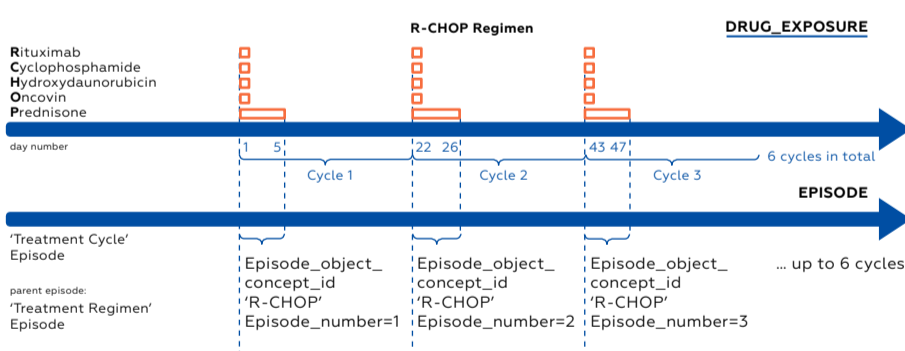 R-CHOP Regimen
DRUG_EXPOSURE
Rituximab
Cyclophosphamide
Hydroxydaunorubicin
Oncovin
Prednisone
day number
1 5 22 26 43 47
6 cycles in total
Cycle 1 Cycle 2 Cycle 3
EPISODE
‘Treatment Cycle’
Episode
parent episode:
‘Treatment Regimen’
Episode
Episode_object_
concept_id
‘R-CHOP’
Episode_number=1
Episode_object_
concept_id
‘R-CHOP’
Episode_number=2
Episode_object_
concept_id
‘R-CHOP’
Episode_number=3
... up to 6 cycles